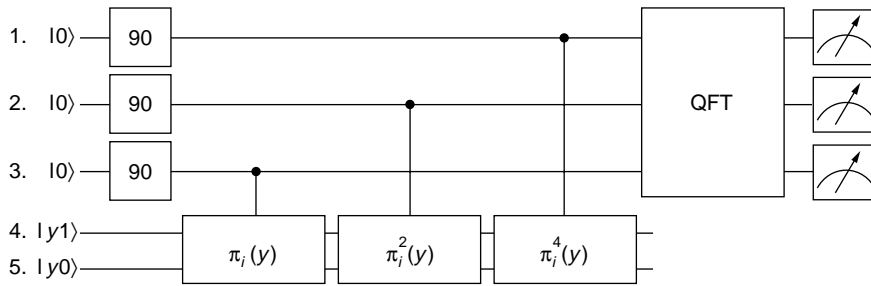 1. |0⟩ 90
2. |0⟩ 90 QFT
3. |0⟩ 90
4. |y1⟩
5. |y0⟩
π_i(y) π_i^2(y) π_i^4(y)